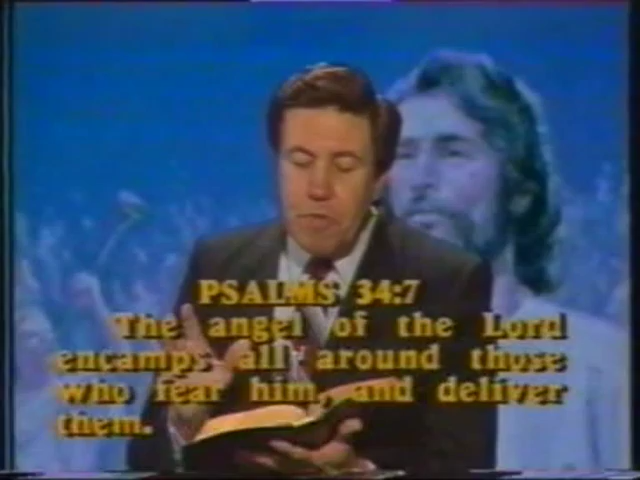 PSALMS 34:7
The angel of the Lord
encamps all around those
who fear him, and deliver
them.